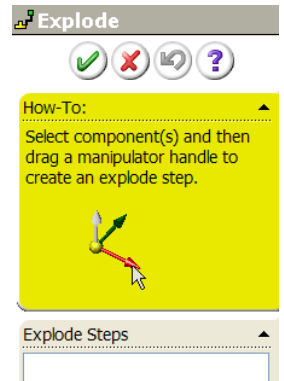 Explode
?
How-To:
Select component(s) and then
drag a manipulator handle to
create an explode step.
Explode Steps